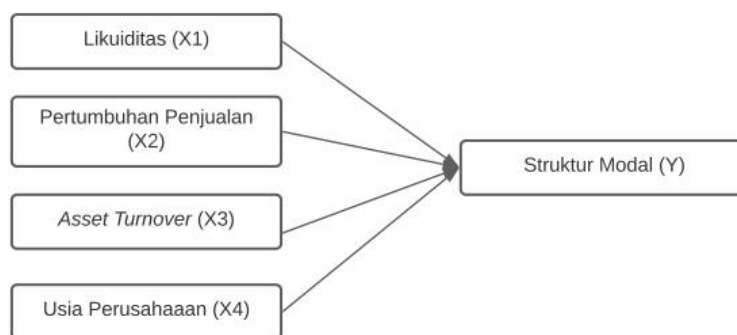 Likuiditas (X1)
Pertumbuhan Penjualan
(X2)
Struktur Modal (Y)
Asset Turnover (X3)
Usia Perusahaaan (X4)